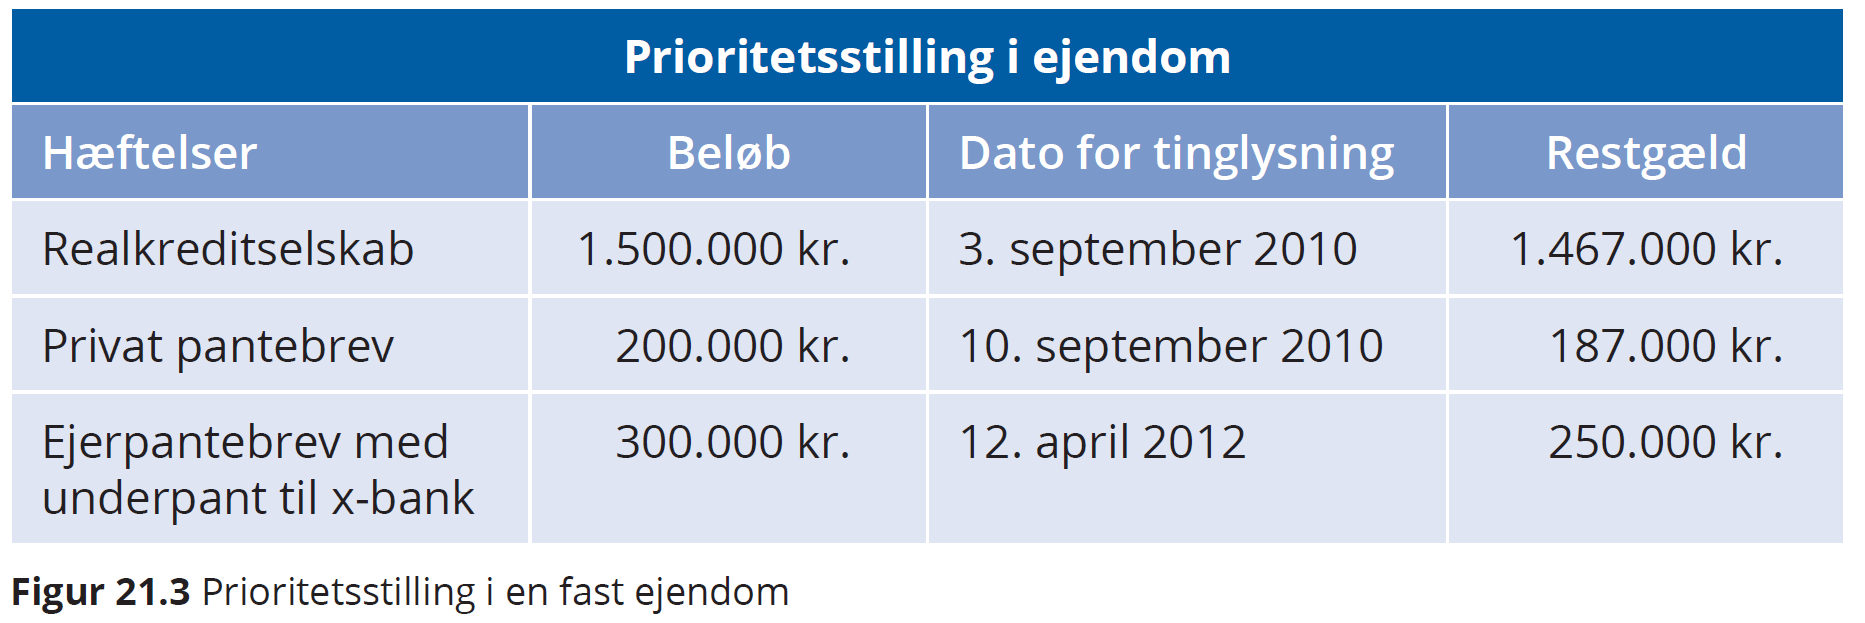 Prioritetsstilling i ejendom
Hæftelser Beløb Dato for tinglysning Restgæld
Realkreditselskab 1.500.000 kr. 3. september 2010 1.467.000 kr.
Privat pantebrev 200.000 kr. 10. september 2010 187.000 kr.
Ejerpantebrev med 300.000 kr. 12. april 2012 250.000 kr.
underpant til x-bank
Figur 21.3 Prioritetsstilling i en fast ejendom